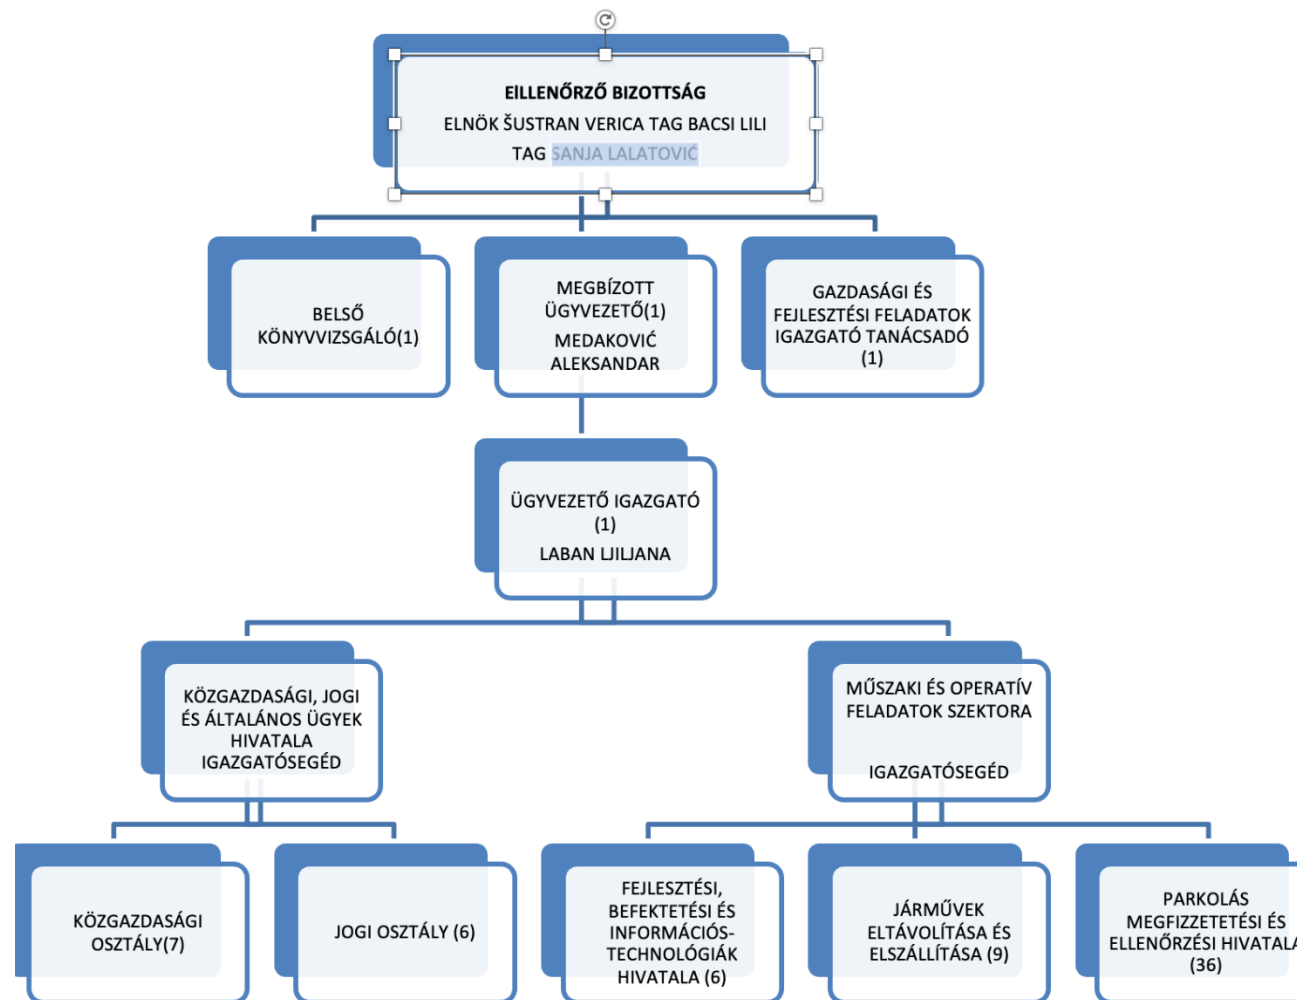 EILLENŐRZŐ BIZOTTSÁG
ELNÖK ŠUSTRAN VERICA TAG BACSI LILI
TAG SANJA LALATOVIĆ
BELSŐ
KÖNYVVIZSGÁLÓ(1)
MEGBÍZOTT
ÜGYVEZETŐ(1)
MEDAKOVIĆ
ALEKSANDAR
GAZDASÁGI ÉS
FEJLESZTÉSI FELADATOK
IGAZGATÓ TANÁCSADÓ
(1)
ÜGYVEZETŐ IGAZGATÓ
(1)
LABAN LJILJANA
KÖZGAZDASÁGI, JOGI
ÉS ÁLTALÁNOS ÜGYEK
HIVATALA
IGAZGATÓSEGÉD
MŰSZAKI ÉS OPERATÍV
FELADATOK SZEKTORA
IGAZGATÓSEGÉD
KÖZGAZDASÁGI
OSZTÁLY(7)
JOGI OSZTÁLY (6)
FEJLESZTÉSI,
BEFEKTETÉSI ÉS
INFORMÁCIÓS-
TECHNOLÓGIÁK
HIVATALA (6)
JÁRMŰVEK
ELTÁVOLÍTÁSA ÉS
ELSZÁLLÍTÁSA (9)
PARKOLÁS
MEGFIZZETETÉSI ÉS
ELLENŐRZÉSI HIVATALA
(36)